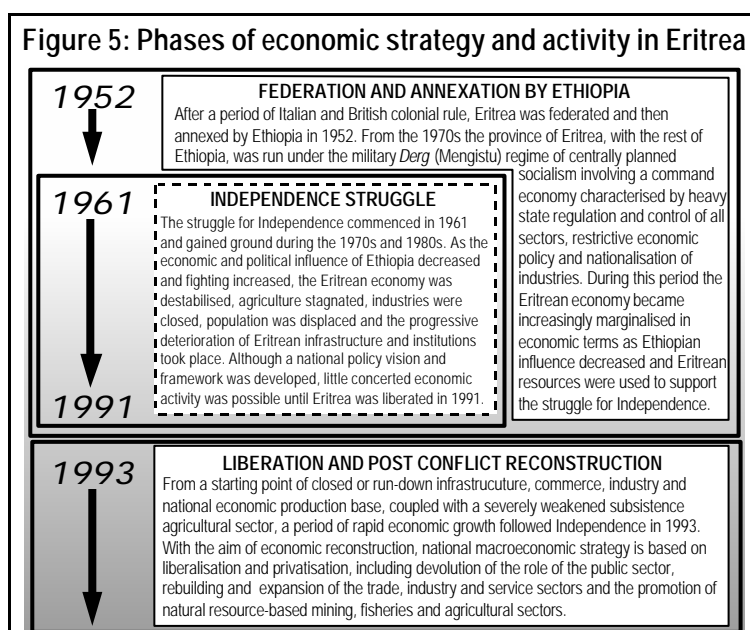 Figure 5: Phases of economic strategy and activity in Eritrea
1952
FEDERATION AND ANNEXATION BY ETHIOPIA
After a period of Italian and British colonial rule, Eritrea was federated and then
annexed by Ethiopia in 1952. From the 1970s the province of Eritrea, with the rest of
Ethiopia, was run under the military Derg (Mengistu) regime of centrally planned
socialism involving a command
economy characterised by heavy
state regulation and control of all
sectors, restrictive economic
policy and nationalisation of
industries. During this period the
Eritrean economy became
increasingly marginalised in
economic terms as Ethiopian
influence decreased and Eritrean
resources were used to support
the struggle for Independence.
1961
INDEPENDENCE STRUGGLE
The struggle for Independence commenced in 1961
and gained ground during the 1970s and 1980s. As the
economic and political influence of Ethiopia decreased
and fighting increased, the Eritrean economy was
destabilised, agriculture stagnated, industries were
closed, population was displaced and the progressive
deterioration of Eritrean infrastructure and institutions
took place. Although a national policy vision and
framework was developed, little concerted economic
activity was possible until Eritrea was liberated in 1991.
1991
1993
LIBERATION AND POST CONFLICT RECONSTRUCTION
From a starting point of closed or run-down infrastrucuture, commerce, industry and
national economic production base, coupled with a severely weakened subsistence
agricultural sector, a period of rapid economic growth followed Independence in 1993.
With the aim of economic reconstruction, national macroeconomic strategy is based on
liberalisation and privatisation, including devolution of the role of the public sector,
rebuilding and expansion of the trade, industry and service sectors and the promotion of
natural resource-based mining, fisheries and agricultural sectors.